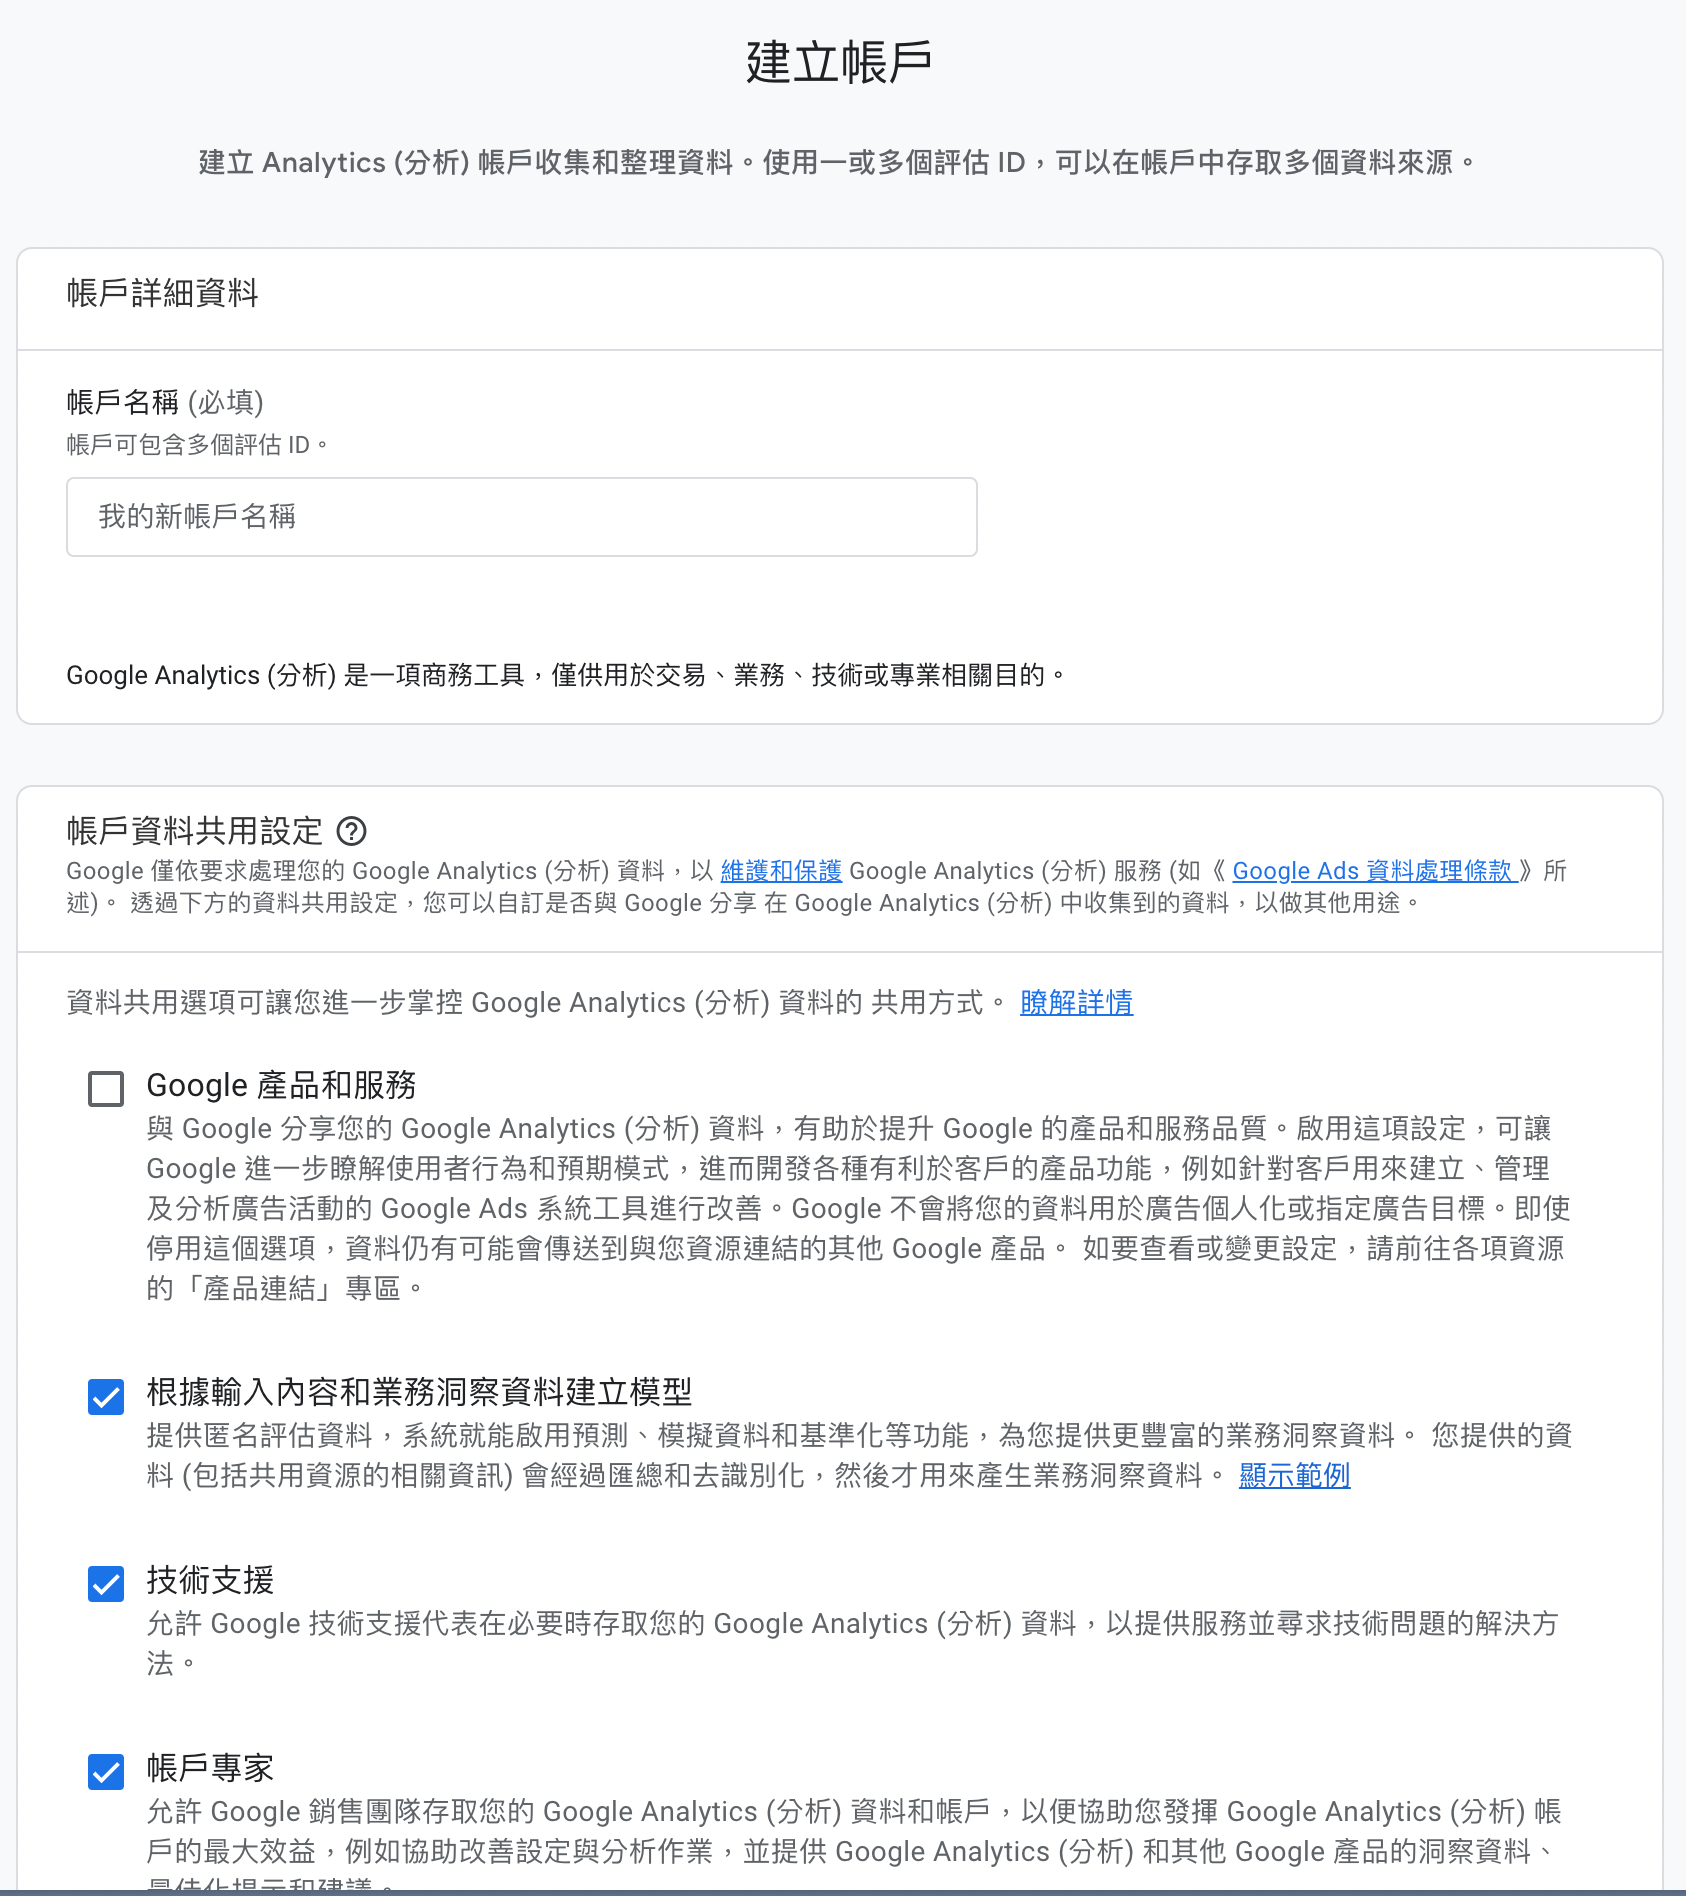 建立帳戶
建立 Analytics (分析) 帳戶收集和整理資料。使用一或多個評估 ID，可以在帳戶中存取多個資料來源。
帳戶詳細資料
帳戶名稱 (必填)
帳戶可包含多個評估 ID。
我的新帳戶名稱
Google Analytics (分析) 是一項商務工具，僅供用於交易、業務、技術或專業相關目的。
帳戶資料共用設定
Google 僅依要求處理您的 Google Analytics (分析) 資料，以 維護和保護 Google Analytics (分析) 服務 (如《 Google Ads 資料處理條款 》所
述)。 透過下方的資料共用設定，您可以自訂是否與 Google 分享 在 Google Analytics (分析) 中收集到的資料，以做其他用途。
資料共用選項可讓您進一步掌控 Google Analytics (分析) 資料的 共用方式。 瞭解詳情
Google 產品和服務
與 Google 分享您的 Google Analytics (分析) 資料，有助於提升 Google 的產品和服務品質。啟用這項設定，可讓
Google 進一步瞭解使用者行為和預期模式，進而開發各種有利於客戶的產品功能，例如針對客戶用來建立、管理
及分析廣告活動的 Google Ads 系統工具進行改善。Google 不會將您的資料用於廣告個人化或指定廣告目標。即使
停用這個選項，資料仍有可能會傳送到與您資源連結的其他 Google 產品。 如要查看或變更設定，請前往各項資源
的「產品連結」專區。
根據輸入內容和業務洞察資料建立模型
提供匿名評估資料，系統就能啟用預測、模擬資料和基準化等功能，為您提供更豐富的業務洞察資料。 您提供的資
料 (包括共用資源的相關資訊) 會經過匯總和去識別化，然後才用來產生業務洞察資料。 顯示範例
技術支援
允許 Google 技術支援代表在必要時存取您的 Google Analytics (分析) 資料，以提供服務並尋求技術問題的解決方
法。
帳戶專家
允許 Google 銷售團隊存取您的 Google Analytics (分析) 資料和帳戶，以便協助您發揮 Google Analytics (分析) 帳
戶的最大效益，例如協助改善設定與分析作業，並提供 Google Analytics (分析) 和其他 Google 產品的洞察資料、
最佳化提示和建議。